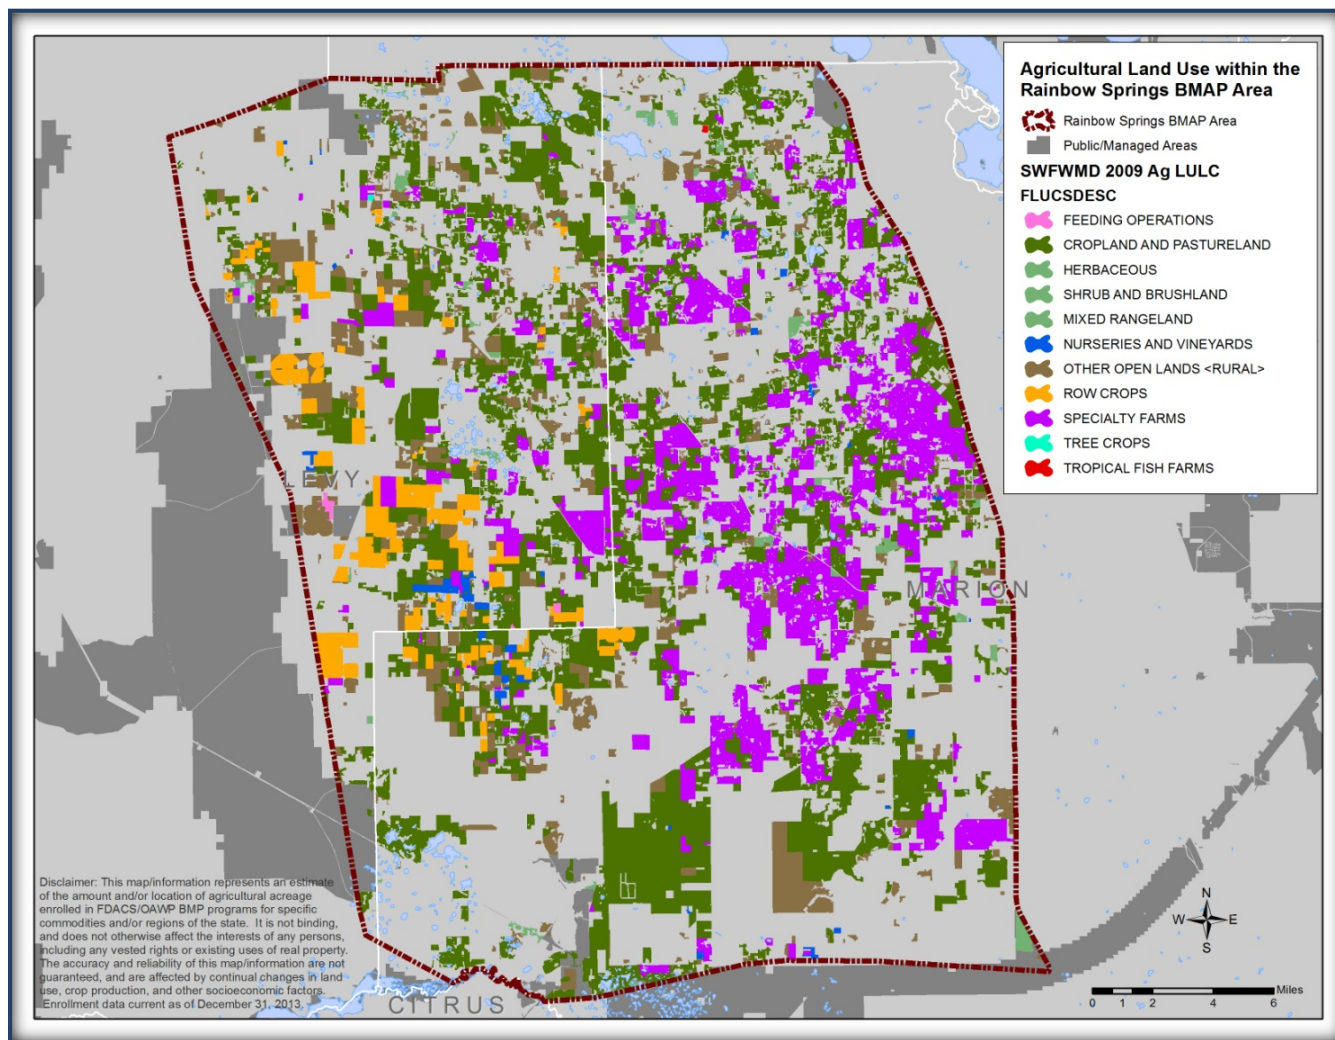 Agricultural Land Use within the
Rainbow Springs BMAP Area
Rainbow Springs BMAP Area
Public/Managed Areas
SWFWMD 2009 Ag LULC
FLUCSDESC
FEEDING OPERATIONS
CROPLAND AND PASTURELAND
HERBACEOUS
SHRUB AND BRUSHLAND
MIXED RANGELAND
NURSERIES AND VINEYARDS
OTHER OPEN LANDS <RURAL>
ROW CROPS
SPECIALTY FARMS
TREE CROPS
TROPICAL FISH FARMS
LEVY
MARION
Disclaimer: This map/information represents an estimate
of the amount and/or location of agricultural acreage
enrolled in FDACS/OAWP BMP programs for specific
commodities and/or regions of the state. It is not binding,
and does not otherwise affect the interests of any persons,
including any vested rights or existing uses of real property.
The accuracy and reliability of this map/information are not
guaranteed, and are affected by continual changes in land
use, crop production, and other socioeconomic factors.
Enrollment data current as of December 31, 2013.
CITRUS
N
W E
S
Miles
0 1 2 4 6